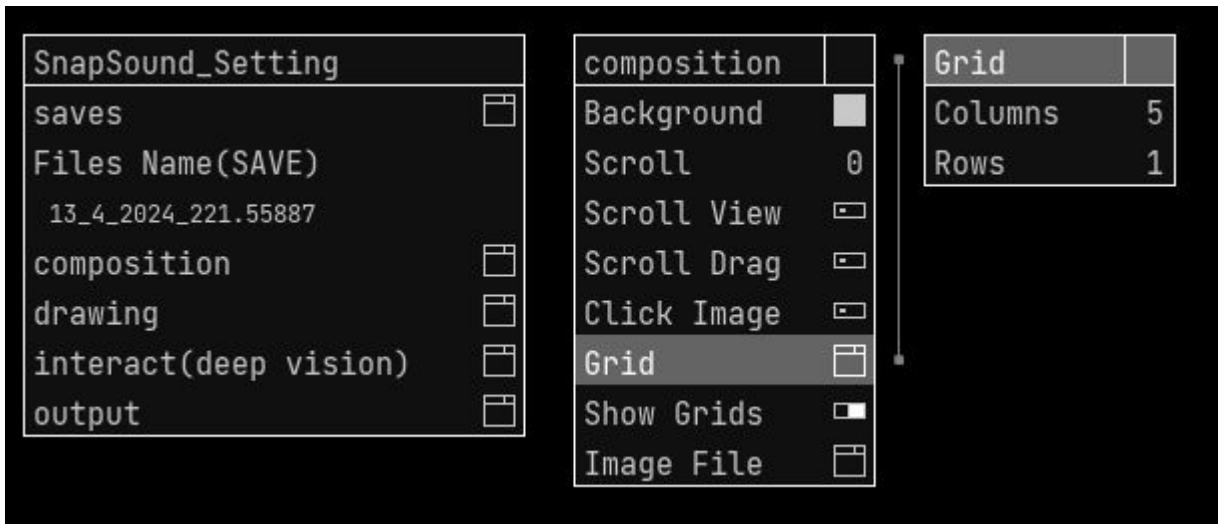 SnapSound_Setting
saves
Files Name(SAVE)
13_4_2024_221.55887
composition
drawing
interact(deep vision)
output
composition
Background
Scroll 0
Scroll View
Scroll Drag
Click Image
Grid
Show Grids
Image File
Grid
Columns 5
Rows 1